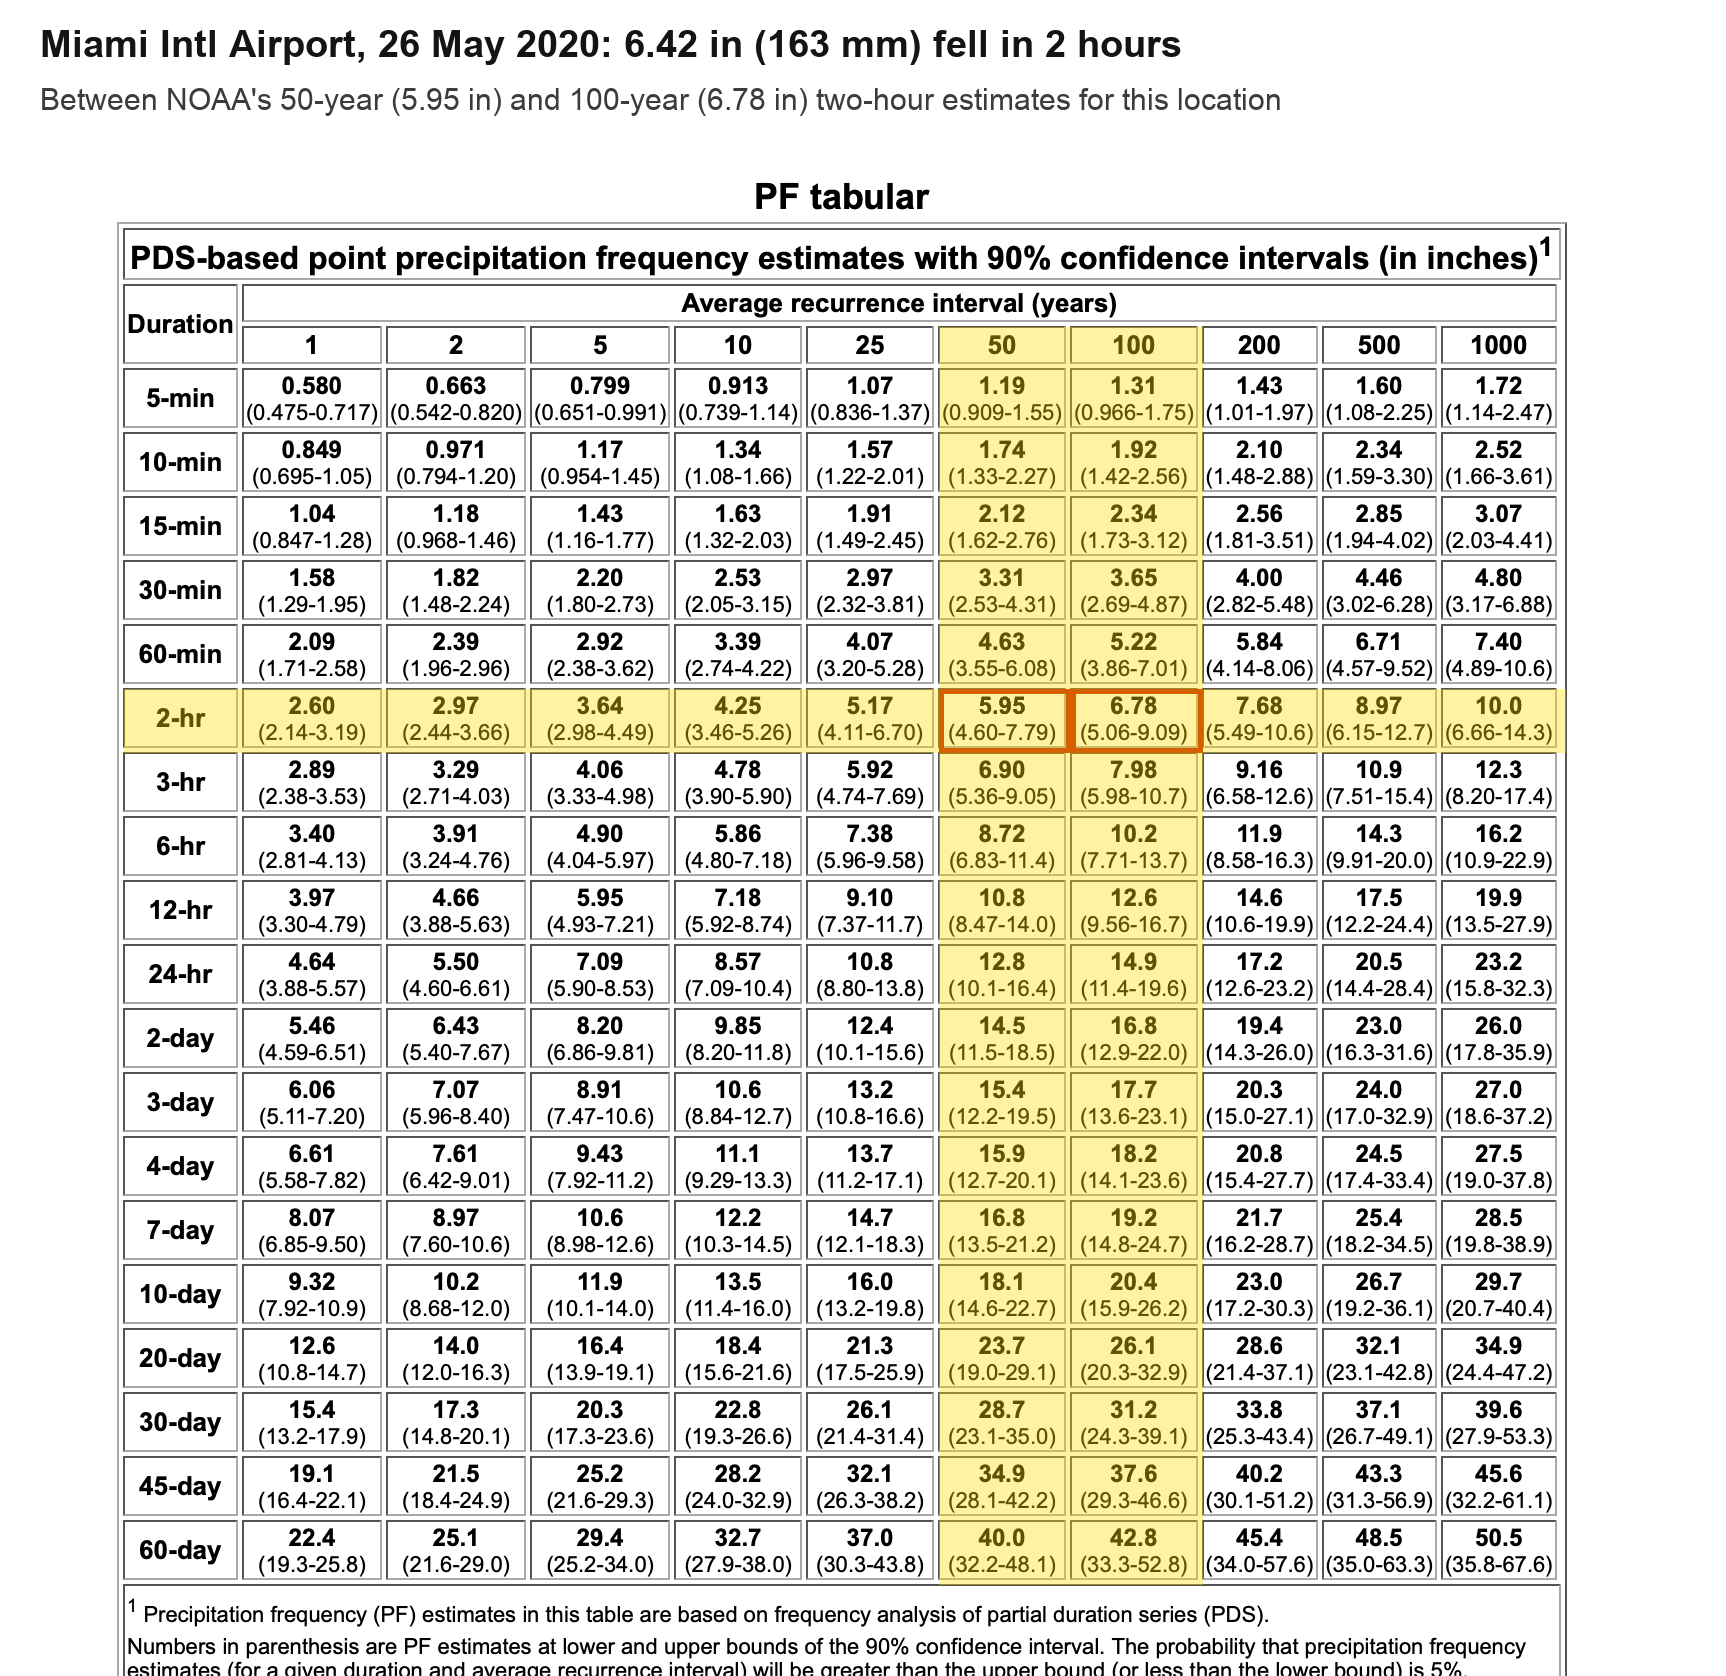 Miami Intl Airport, 26 May 2020: 6.42 in (163 mm) fell in 2 hours
Between NOAA's 50-year (5.95 in) and 100-year (6.78 in) two-hour estimates for this location
PF tabular
PDS-based point precipitation frequency estimates with 90% confidence intervals (in inches)1
Duration Average recurrence interval (years)
1 2 5 10 25 50 100 200 500 1000
5-min 0.580 0.663 0.799 0.913 1.07 1.19 1.31 1.43 1.60 1.72
(0.475-0.717) (0.542-0.820) (0.651-0.991) (0.739-1.14) (0.836-1.37) (0.909-1.55) (0.966-1.75) (1.01-1.97) (1.08-2.25) (1.14-2.47)
10-min 0.849 0.971 1.17 1.34 1.57 1.74 1.92 2.10 2.34 2.52
(0.695-1.05) (0.794-1.20) (0.954-1.45) (1.08-1.66) (1.22-2.01) (1.33-2.27) (1.42-2.56) (1.48-2.88) (1.59-3.30) (1.66-3.61)
15-min 1.04 1.18 1.43 1.63 1.91 2.12 2.34 2.56 2.85 3.07
(0.847-1.28) (0.968-1.46) (1.16-1.77) (1.32-2.03) (1.49-2.45) (1.62-2.76) (1.73-3.12) (1.81-3.51) (1.94-4.02) (2.03-4.41)
30-min 1.58 1.82 2.20 2.53 2.97 3.31 3.65 4.00 4.46 4.80
(1.29-1.95) (1.48-2.24) (1.80-2.73) (2.05-3.15) (2.32-3.81) (2.53-4.31) (2.69-4.87) (2.82-5.48) (3.02-6.28) (3.17-6.88)
60-min 2.09 2.39 2.92 3.39 4.07 4.63 5.22 5.84 6.71 7.40
(1.71-2.58) (1.96-2.96) (2.38-3.62) (2.74-4.22) (3.20-5.28) (3.55-6.08) (3.86-7.01) (4.14-8.06) (4.57-9.52) (4.89-10.6)
2-hr 2.60 2.97 3.64 4.25 5.17 5.95 6.78 7.68 8.97 10.0
(2.14-3.19) (2.44-3.66) (2.98-4.49) (3.46-5.26) (4.11-6.70) (4.60-7.79) (5.06-9.09) (5.49-10.6) (6.15-12.7) (6.66-14.3)
3-hr 2.89 3.29 4.06 4.78 5.92 6.90 7.98 9.16 10.9 12.3
(2.38-3.53) (2.71-4.03) (3.33-4.98) (3.90-5.90) (4.74-7.69) (5.36-9.05) (5.98-10.7) (6.58-12.6) (7.51-15.4) (8.20-17.4)
6-hr 3.40 3.91 4.90 5.86 7.38 8.72 10.2 11.9 14.3 16.2
(2.81-4.13) (3.24-4.76) (4.04-5.97) (4.80-7.18) (5.96-9.58) (6.83-11.4) (7.71-13.7) (8.58-16.3) (9.91-20.0) (10.9-22.9)
12-hr 3.97 4.66 5.95 7.18 9.10 10.8 12.6 14.6 17.5 19.9
(3.30-4.79) (3.88-5.63) (4.93-7.21) (5.92-8.74) (7.37-11.7) (8.47-14.0) (9.56-16.7) (10.6-19.9) (12.2-24.4) (13.5-27.9)
24-hr 4.64 5.50 7.09 8.57 10.8 12.8 14.9 17.2 20.5 23.2
(3.88-5.57) (4.60-6.61) (5.90-8.53) (7.09-10.4) (8.80-13.8) (10.1-16.4) (11.4-19.6) (12.6-23.2) (14.4-28.4) (15.8-32.3)
2-day 5.46 6.43 8.20 9.85 12.4 14.5 16.8 19.4 23.0 26.0
(4.59-6.51) (5.40-7.67) (6.86-9.81) (8.20-11.8) (10.1-15.6) (11.5-18.5) (12.9-22.0) (14.3-26.0) (16.3-31.6) (17.8-35.9)
3-day 6.06 7.07 8.91 10.6 13.2 15.4 17.7 20.3 24.0 27.0
(5.11-7.20) (5.96-8.40) (7.47-10.6) (8.84-12.7) (10.8-16.6) (12.2-19.5) (13.6-23.1) (15.0-27.1) (17.0-32.9) (18.6-37.2)
4-day 6.61 7.61 9.43 11.1 13.7 15.9 18.2 20.8 24.5 27.5
(5.58-7.82) (6.42-9.01) (7.92-11.2) (9.29-13.3) (11.2-17.1) (12.7-20.1) (14.1-23.6) (15.4-27.7) (17.4-33.4) (19.0-37.8)
7-day 8.07 8.97 10.6 12.2 14.7 16.8 19.2 21.7 25.4 28.5
(6.85-9.50) (7.60-10.6) (8.98-12.6) (10.3-14.5) (12.1-18.3) (13.5-21.2) (14.8-24.7) (16.2-28.7) (18.2-34.5) (19.8-38.9)
10-day 9.32 10.2 11.9 13.5 16.0 18.1 20.4 23.0 26.7 29.7
(7.92-10.9) (8.68-12.0) (10.1-14.0) (11.4-16.0) (13.2-19.8) (14.6-22.7) (15.9-26.2) (17.2-30.3) (19.2-36.1) (20.7-40.4)
20-day 12.6 14.0 16.4 18.4 21.3 23.7 26.1 28.6 32.1 34.9
(10.8-14.7) (12.0-16.3) (13.9-19.1) (15.6-21.6) (17.5-25.9) (19.0-29.1) (20.3-32.9) (21.4-37.1) (23.1-42.8) (24.4-47.2)
30-day 15.4 17.3 20.3 22.8 26.1 28.7 31.2 33.8 37.1 39.6
(13.2-17.9) (14.8-20.1) (17.3-23.6) (19.3-26.6) (21.4-31.4) (23.1-35.0) (24.3-39.1) (25.3-43.4) (26.7-49.1) (27.9-53.3)
45-day 19.1 21.5 25.2 28.2 32.1 34.9 37.6 40.2 43.3 45.6
(16.4-22.1) (18.4-24.9) (21.6-29.3) (24.0-32.9) (26.3-38.2) (28.1-42.2) (29.3-46.6) (30.1-51.2) (31.3-56.9) (32.2-61.1)
60-day 22.4 25.1 29.4 32.7 37.0 40.0 42.8 45.4 48.5 50.5
(19.3-25.8) (21.6-29.0) (25.2-34.0) (27.9-38.0) (30.3-43.8) (32.2-48.1) (33.3-52.8) (34.0-57.6) (35.0-63.3) (35.8-67.6)
1 Precipitation frequency (PF) estimates in this table are based on frequency analysis of partial duration series (PDS).
Numbers in parenthesis are PF estimates at lower and upper bounds of the 90% confidence interval. The probability that precipitation frequency
estimates (for a given duration and average recurrence interval) will be greater than the upper bound (or less than the lower bound) is 5%.